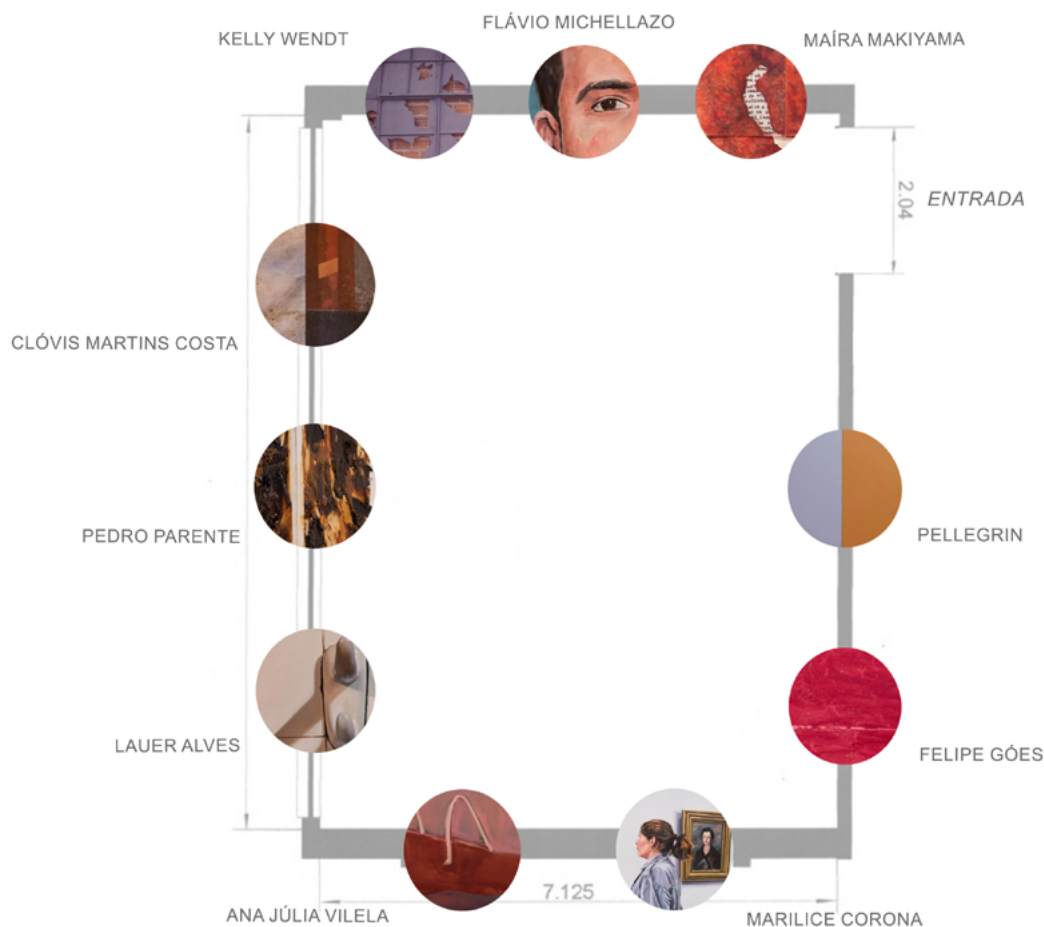 FLÁVIO MICHELLAZO
KELLY WENDT
MAÍRA MAKIYAMA
2.04
ENTRADA
CLÓVIS MARTINS COSTA
PEDRO PARENTE
PELLEGRIN
LAUER ALVES
FELIPE GÓES
7.125
ANA JÚLIA VILELA
MARILICE CORONA